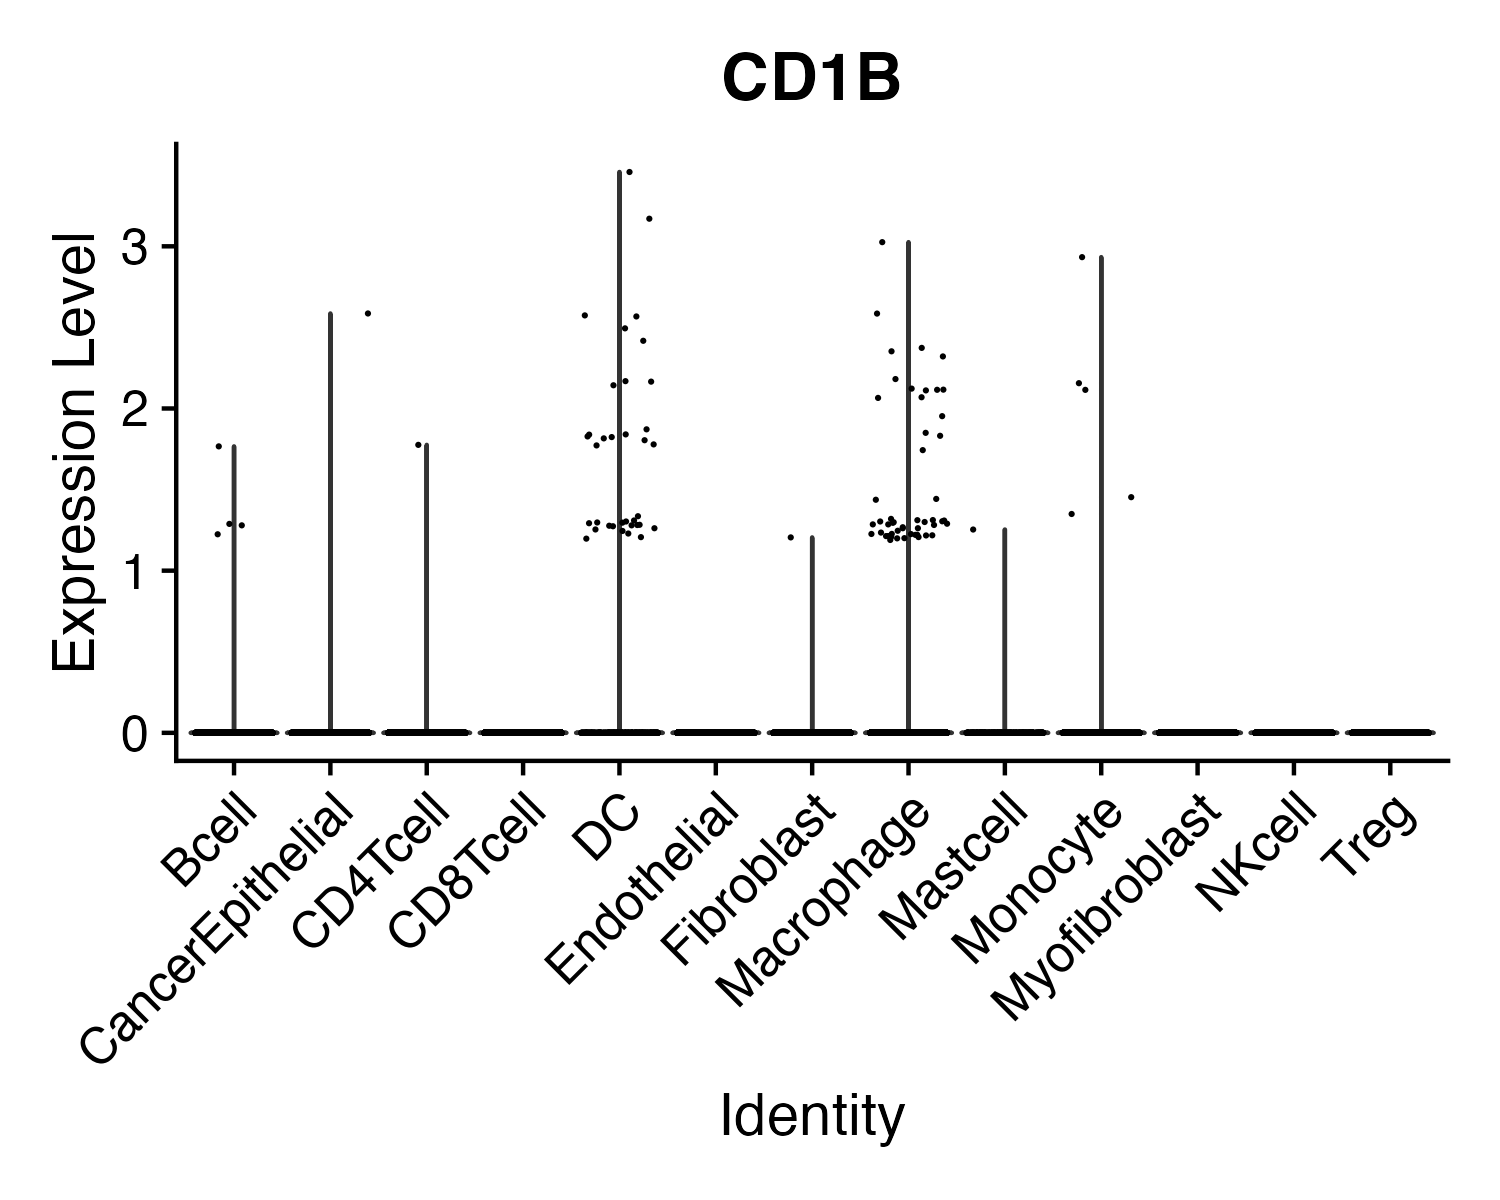 CD1B
Expression Level
3
2
1
0
Bcell
CancerEpithelial
CD4Tcell
CD8Tcell
DC
Endothelial
Fibroblast
Macrophage
Mastcell
Monocyte
Myofibroblast
NKcell
Treg
Identity